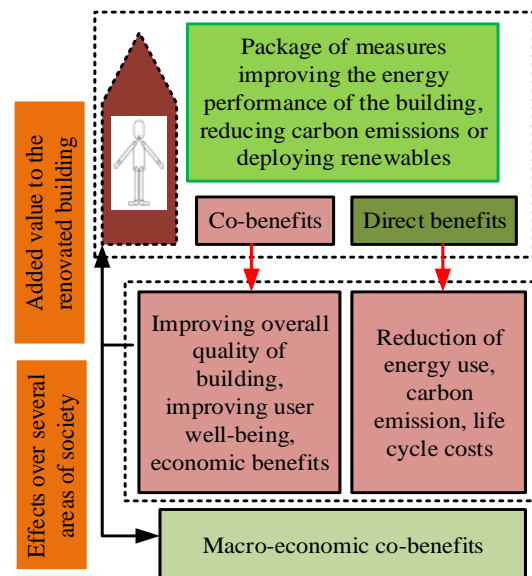 Package of measures
improving the energy
performance of the building,
reducing carbon emissions or
deploying renewables
Added value to the
renovated building
Co-benefits
Direct benefits
Improving overall
quality of
building,
improving user
well-being,
economic benefits
Reduction of
energy use,
carbon
emission, life
cycle costs
Effects over several
areas of society
Macro-economic co-benefits